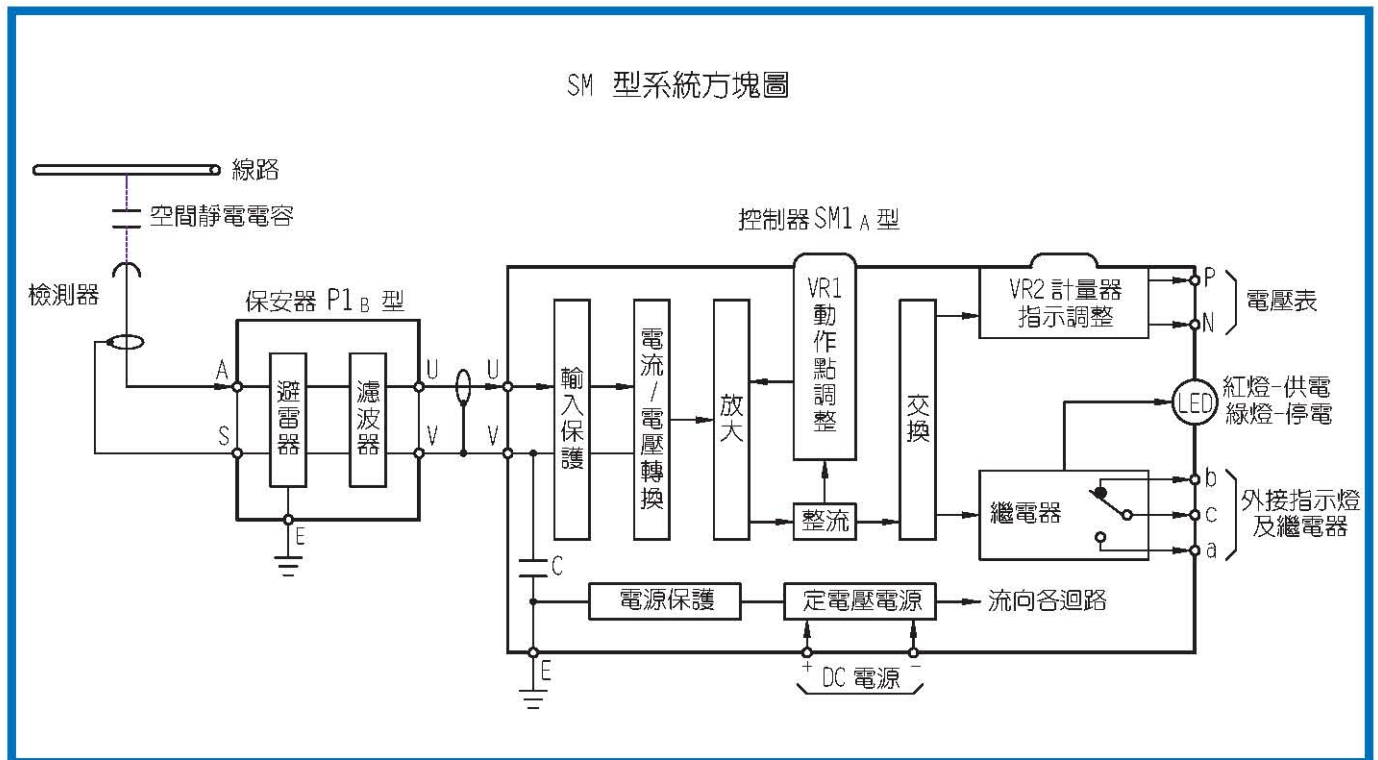 SM 型系統方塊圖
線路
空間靜電電容
檢測器
保安器 P1 B 型
A
S
避雷器
濾波器
U
V
E
控制器 SM1 A 型
U
V
輸入保護
電流/電壓轉換
放大
VR1
動作點調整
整流
交換
VR2 計量器
指示調整
P
N
電壓表
LED
紅燈-供電
綠燈-停電
繼電器
b
c
a
外接指示燈
及繼電器
C
電源保護
定電壓電源
流向各迴路
E
+
-
DC 電源